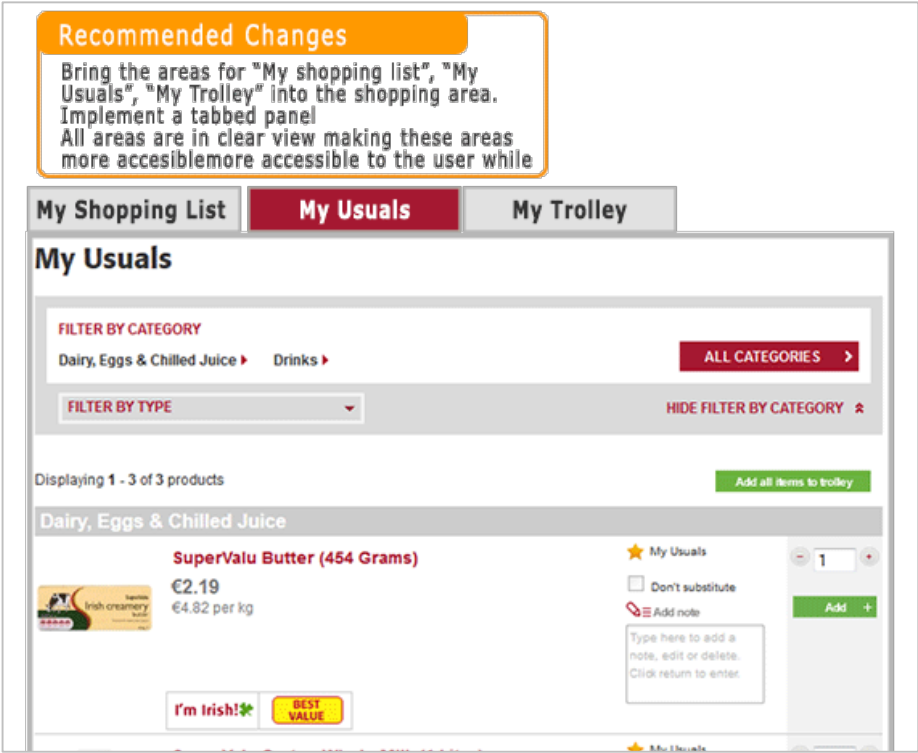 Recommended Changes
Bring the areas for “My shopping list”, “My
Usuals”, “My Trolley” into the shopping area.
Implement a tabbed panel
All areas are in clear view making these areas
more accesiblemore accessible to the user while
My Shopping List
My Usuals
My Trolley
My Usuals
FILTER BY CATEGORY
Dairy, Eggs & Chilled Juice
Drinks
ALL CATEGORIES
FILTER BY TYPE
HIDE FILTER BY CATEGORY
Displaying 1 - 3 of 3 products
Add all items to trolley
Dairy, Eggs & Chilled Juice
SuperValu Butter (454 Grams)
My Usuals
1
€2.19
Don't substitute
€4.82 per kg
Add +
Add note
SuperValu
Irish creamery
butter
Type here to add a
note, edit or delete.
Click return to enter.
I'm Irish!
BEST
VALUE
My Usuals